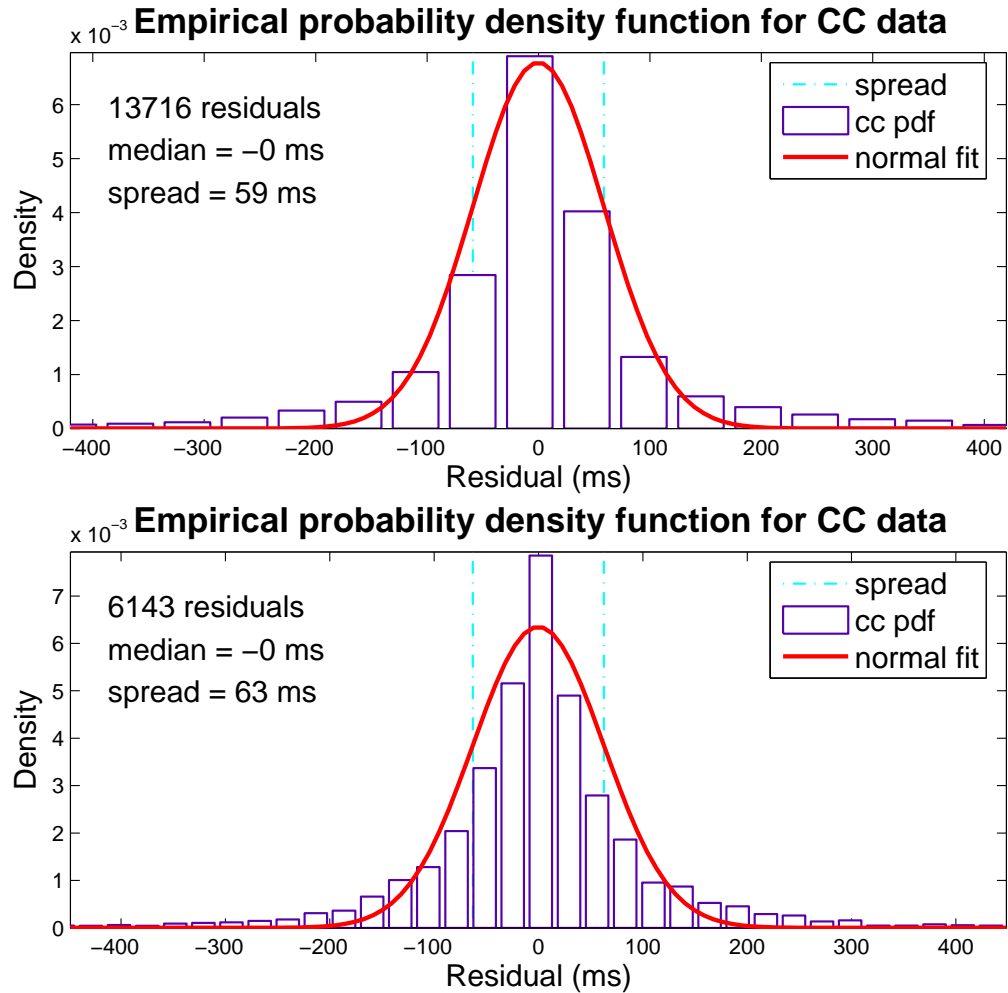 Empirical probability density function for CC data
x 10⁻³
13716 residuals
median = −0 ms
spread = 59 ms
spread
cc pdf
normal fit
Density
6
5
4
3
2
1
0
−400 −300 −200 −100 0 100 200 300 400
Residual (ms)
Empirical probability density function for CC data
x 10⁻³
6143 residuals
median = −0 ms
spread = 63 ms
spread
cc pdf
normal fit
Density
7
6
5
4
3
2
1
0
−400 −300 −200 −100 0 100 200 300 400
Residual (ms)